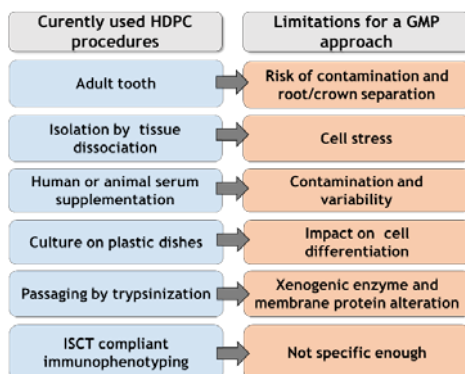 Curently used HDPC
procedures
Limitations for a GMP
approach
Adult tooth
Risk of contamination and
root/crown separation
Isolation by tissue
dissociation
Cell stress
Human or animal serum
supplementation
Contamination and
variability
Culture on plastic dishes
Impact on cell
differentiation
Passaging by trypsinization
Xenogenic enzyme and
membrane protein alteration
ISCT compliant
immunophenotyping
Not specific enough